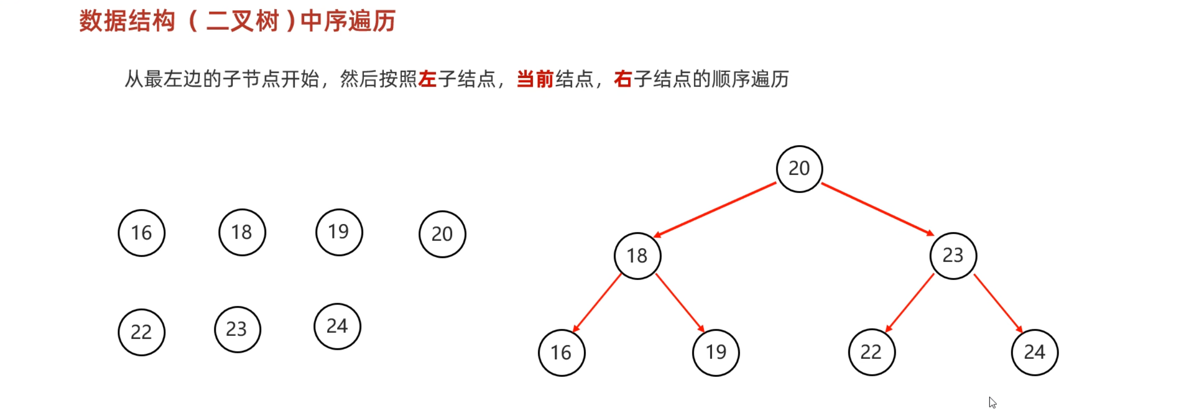 数据结构（二叉树)中序遍历
从最左边的子节点开始，然后按照左子结点，当前结点，右子结点的顺序遍历
16 18 19 20
22 23 24
20
18 23
16 19 22 24